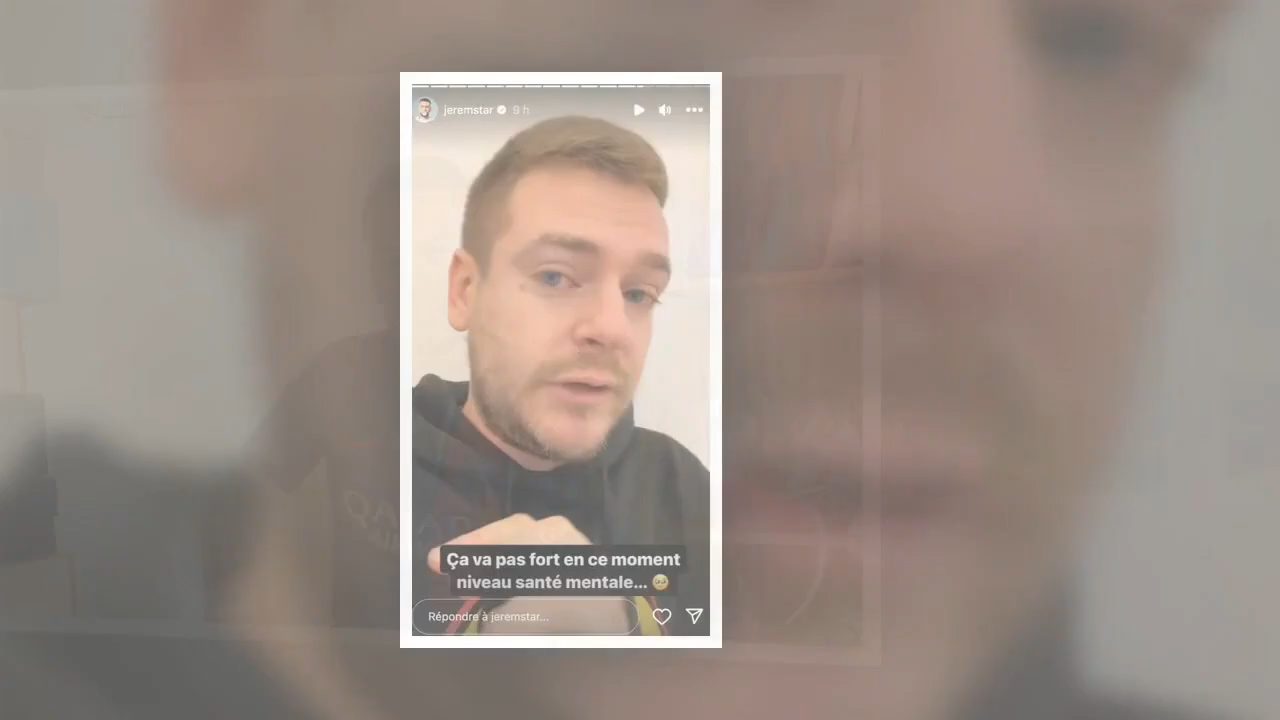 jeremstar 9 h
Ça va pas fort en ce moment
niveau santé mentale... 🥺
Répondre à jeremstar...